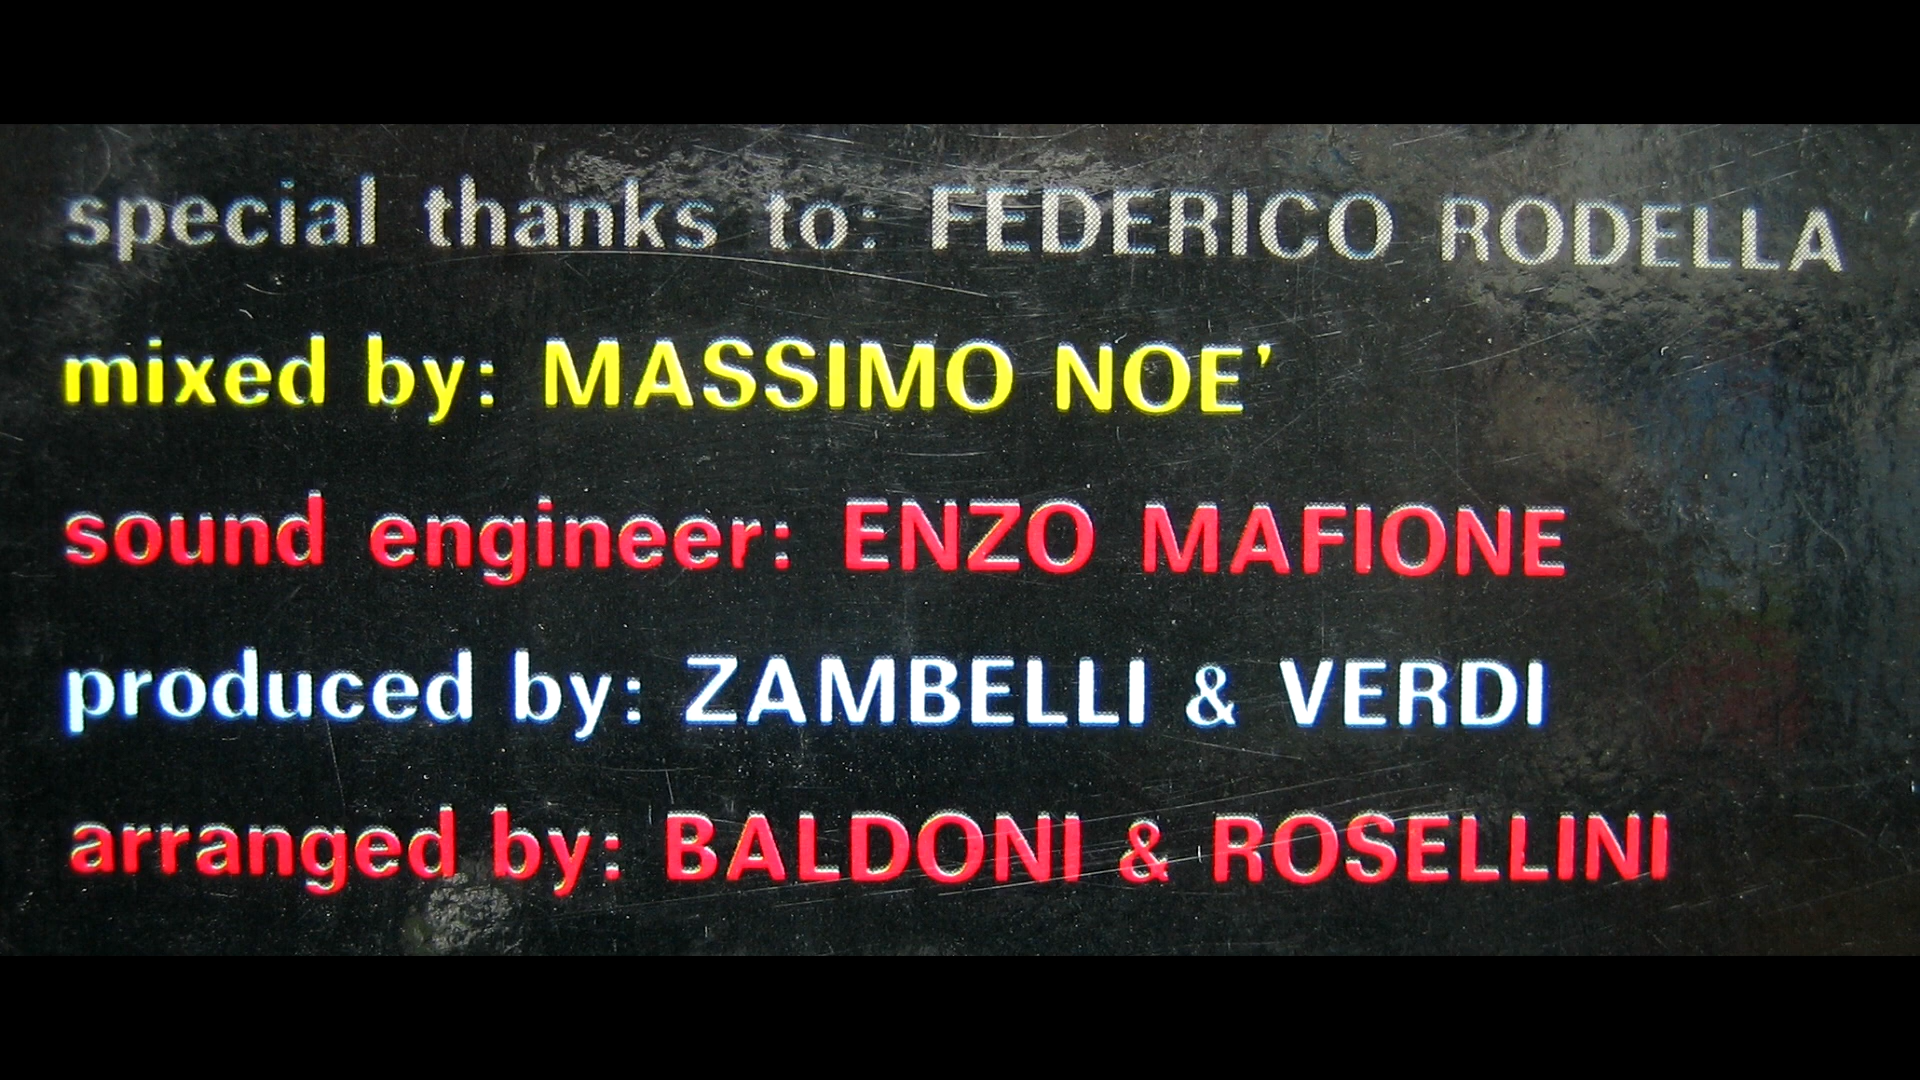 special thanks to: FEDERICO RODELLA
mixed by: MASSIMO NOE'
sound engineer: ENZO MAFIONE
produced by: ZAMBELLI & VERDI
arranged by: BALDONI & ROSELLINI